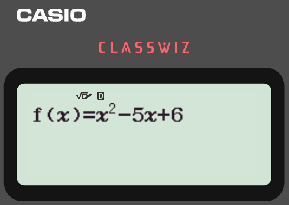 CASIO
CLASSWIZ
√□/ D
f(x)=x²−5x+6